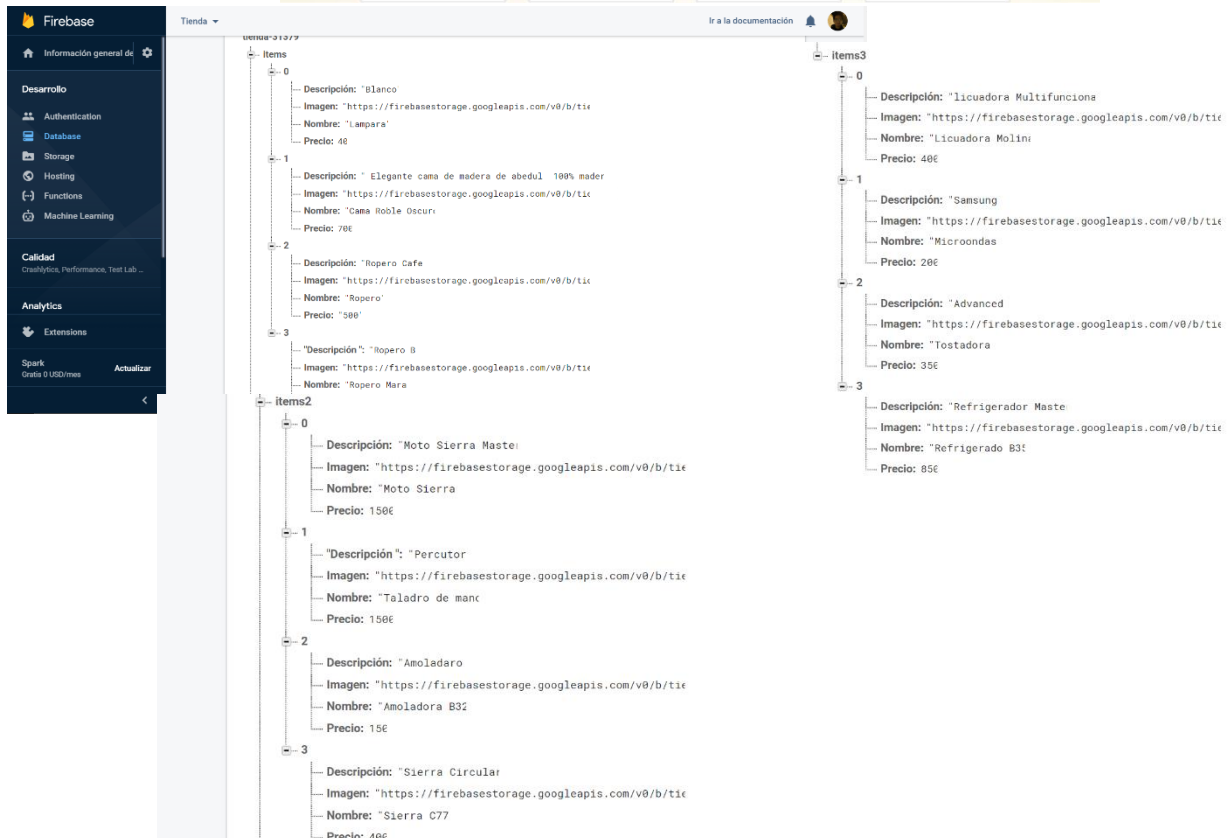 Firebase
Información general de
Desarrollo
Authentication
Database
Storage
Hosting
Functions
Machine Learning
Calidad
Crashlytics, Performance, Test Lab ...
Analytics
Extensions
Spark
Gratis 0 USD/mes
Actualizar
Tienda
Ir a la documentación
tienda-31379
items
0
Descripción: "Blanco
Imagen: "https://firebasestorage.googleapis.com/v0/b/tie
Nombre: "Lampara"
Precio: 40
1
Descripción: " Elegante cama de madera de abedul 100% mader
Imagen: "https://firebasestorage.googleapis.com/v0/b/tie
Nombre: "Cama Roble Oscuro
Precio: 70€
2
Descripción: "Ropero Cafe
Imagen: "https://firebasestorage.googleapis.com/v0/b/tie
Nombre: "Ropero"
Precio: "500"
3
"Descripción ": "Ropero B
Imagen: "https://firebasestorage.googleapis.com/v0/b/tie
Nombre: "Ropero Mara
items2
0
Descripción: "Moto Sierra Master
Imagen: "https://firebasestorage.googleapis.com/v0/b/tie
Nombre: "Moto Sierra
Precio: 150€
1
"Descripción ": "Percutor
Imagen: "https://firebasestorage.googleapis.com/v0/b/tie
Nombre: "Taladro de mano
Precio: 150€
2
Descripción: "Amoladaro
Imagen: "https://firebasestorage.googleapis.com/v0/b/tie
Nombre: "Amoladora B32
Precio: 15€
3
Descripción: "Sierra Circular
Imagen: "https://firebasestorage.googleapis.com/v0/b/tie
Nombre: "Sierra C77
Precio: 40€
items3
0
Descripción: "licuadora Multifunciona
Imagen: "https://firebasestorage.googleapis.com/v0/b/tie
Nombre: "Licuadora Molina
Precio: 40€
1
Descripción: "Samsung
Imagen: "https://firebasestorage.googleapis.com/v0/b/tie
Nombre: "Microondas
Precio: 20€
2
Descripción: "Advanced
Imagen: "https://firebasestorage.googleapis.com/v0/b/tie
Nombre: "Tostadora
Precio: 35€
3
Descripción: "Refrigerador Maste
Imagen: "https://firebasestorage.googleapis.com/v0/b/tie
Nombre: "Refrigerado B35
Precio: 85€